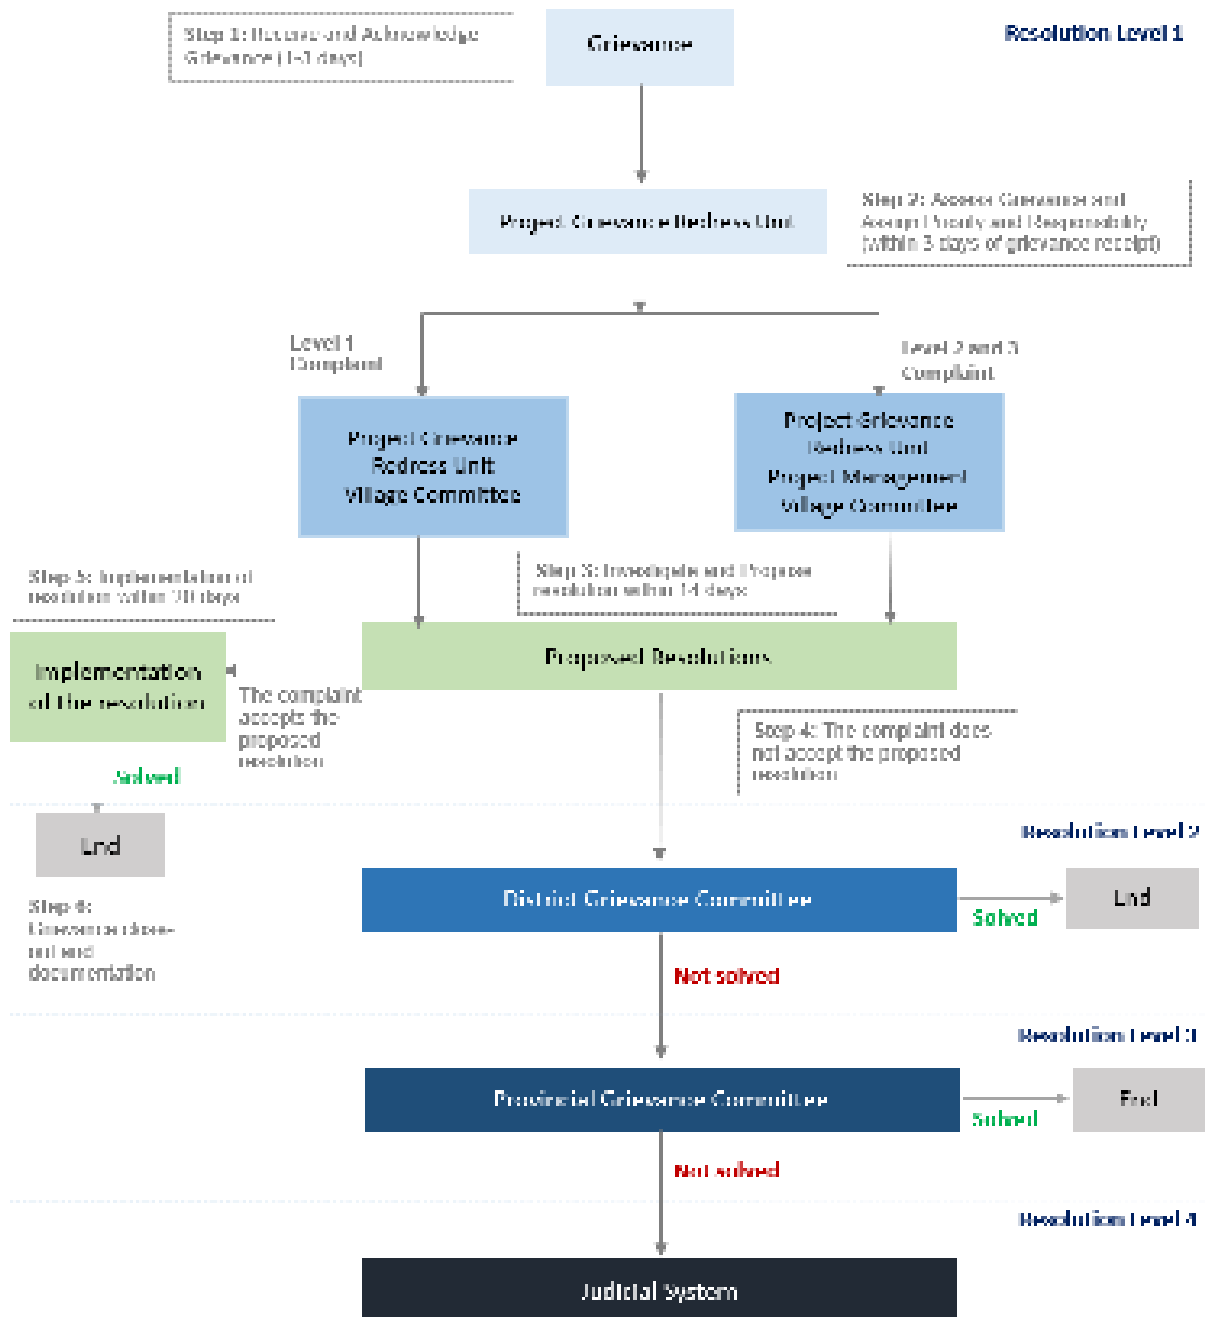 Step 1: Receive and Acknowledge
Grievance (1-3 days)
Grievance
Resolution Level 1
Project Grievance Redress Unit
Step 2: Assess Grievance and
Assign Priority and Responsibility
(within 3 days of grievance receipt)
Level 1
Complaint
Level 2 and 3
Complaint
Project Grievance
Redress Unit
Village Committee
Project Grievance
Redress Unit
Project Management
Village Committee
Step 5: Implementation of
resolution within days
Step 3: Investigate and Propose
resolution within 14 days
Implementation
of the resolution
Proposed Resolutions
The complaint
accepts the
proposed
resolution
Step 4: The complaint does
not accept the proposed
resolution
Solved
Resolution Level 2
End
District Grievance Committee
Solved
End
Step 6:
Grievance close-
out and
documentation
Not solved
Resolution Level 3
Provincial Grievance Committee
Solved
End
Not solved
Resolution Level 4
Judicial System